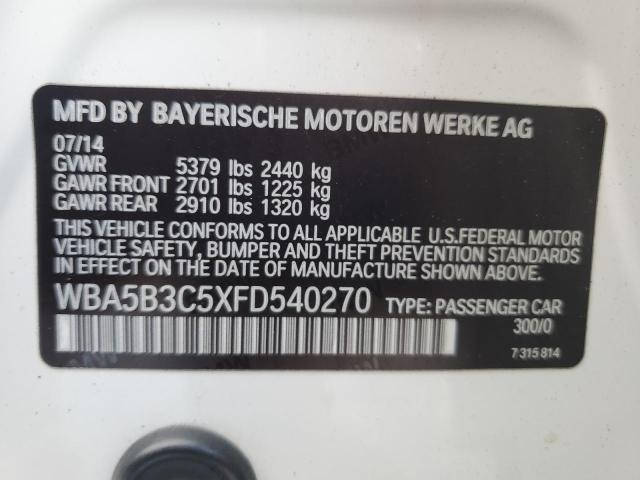 MFD BY BAYERISCHE MOTOREN WERKE AG
07/14
GVWR 5379 lbs 2440 kg
GAWR FRONT 2701 lbs 1225 kg
GAWR REAR 2910 lbs 1320 kg
THIS VEHICLE CONFORMS TO ALL APPLICABLE U.S.FEDERAL MOTOR
VEHICLE SAFETY, BUMPER AND THEFT PREVENTION STANDARDS
IN EFFECT ON THE DATE OF MANUFACTURE SHOWN ABOVE.
WBA5B3C5XFD540270 TYPE: PASSENGER CAR
300/0
7 315 814